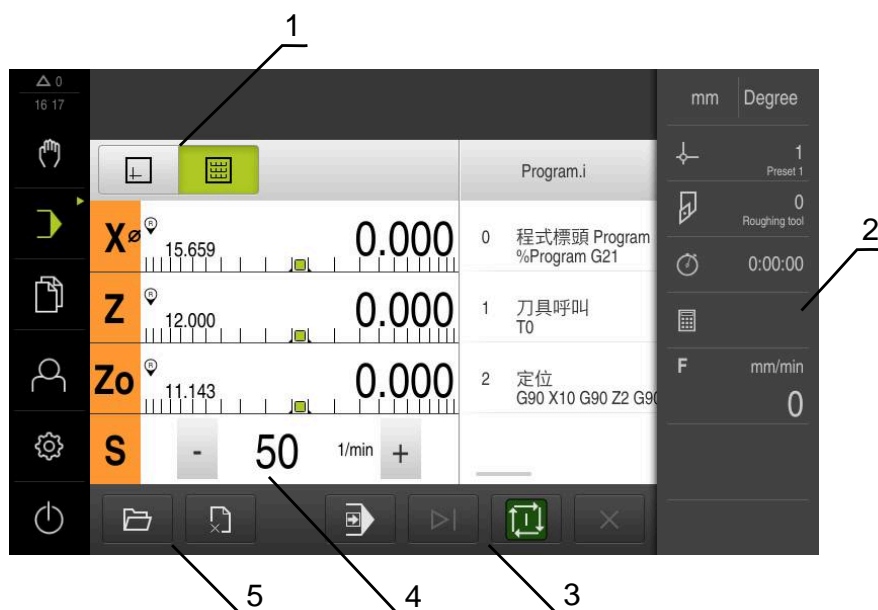 1
0
16 17
mm Degree
Program.i
1
Preset 1
X⌀ R 15.659 0.000
0 程式標頭 Program
%Program G21
0
Roughing tool
2
0:00:00
Z R 12.000 0.000
1 刀具呼叫
T0
Zo R 11.143 0.000
2 定位
G90 X10 G90 Z2 G90
F mm/min
0
S - 50 1/min +
5
4
3